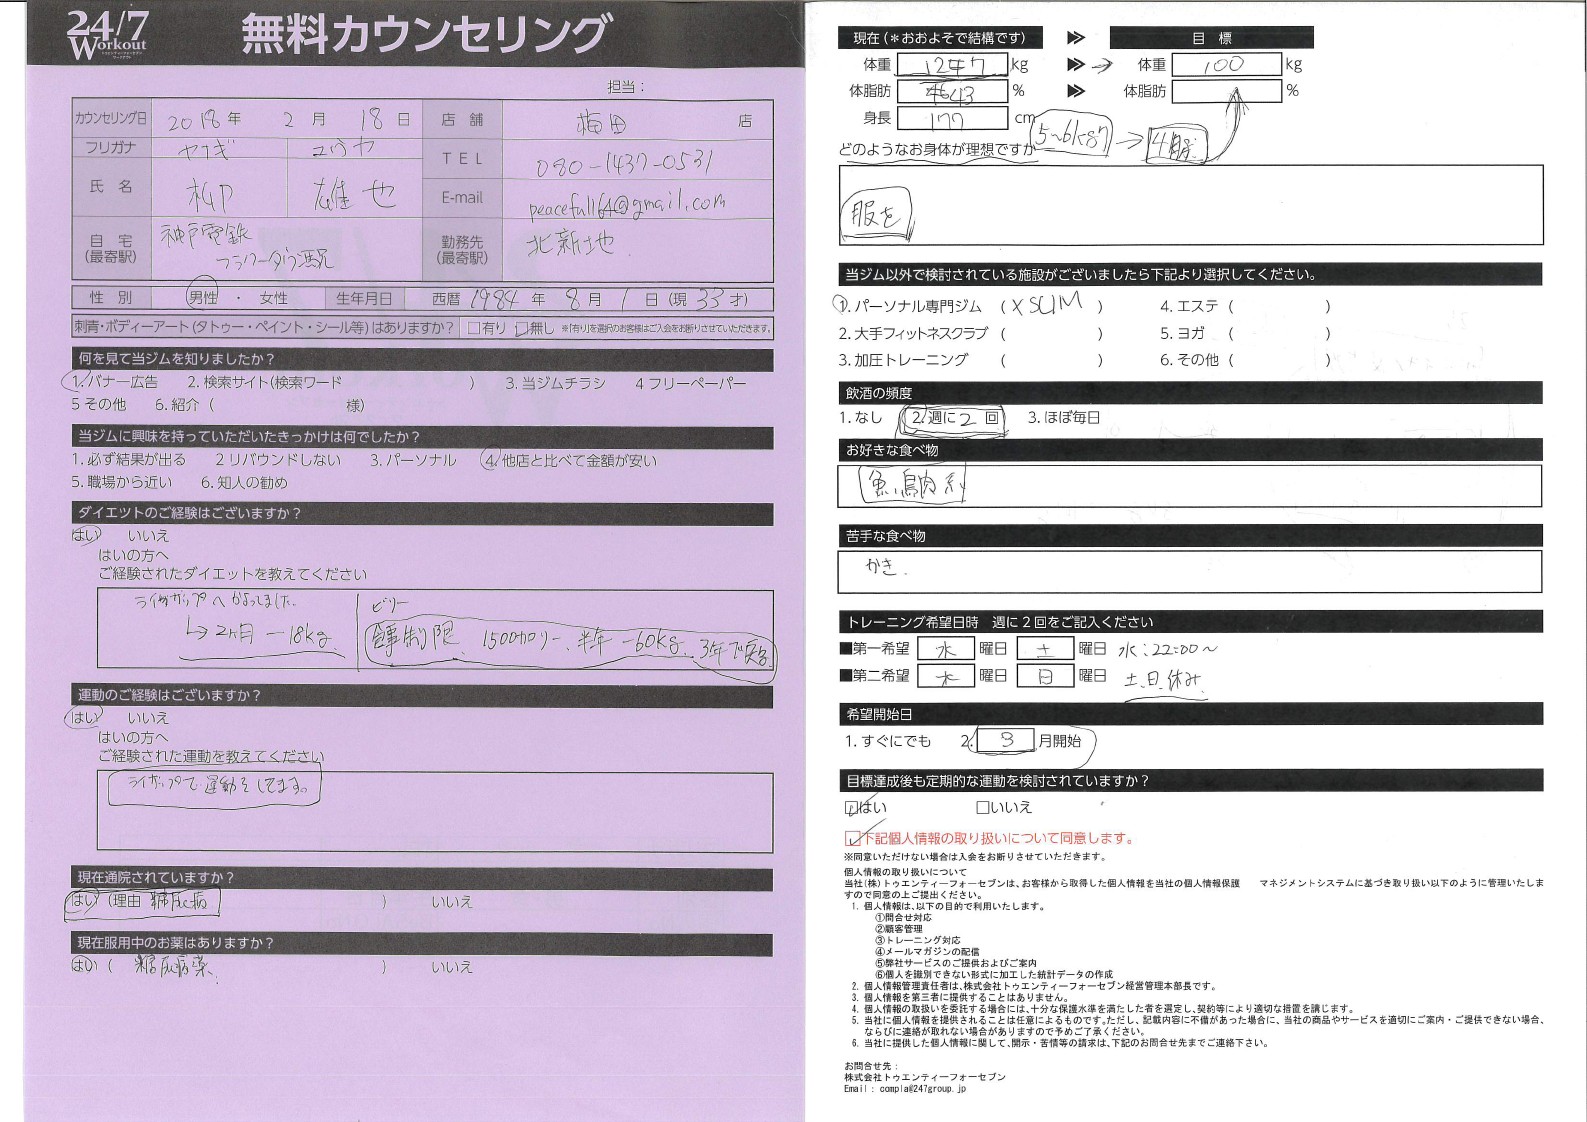 24/7
Workout
トゥエンティーフォーセブン
ワークアウト
無料カウンセリング
担当：
カウンセリング日 2018年 2月 18日 店舗 梅田 店
フリガナ ヤナギ ユウヤ
氏名 柳 雄也
TEL 080-1437-0531
E-mail peacefull64@gmail.com
自宅(最寄駅) 神戸電鉄
フラワータウン駅
勤務先(最寄駅) 北新地
性別 男性 ・ 女性 生年月日 西暦 1984年 8月 1日 (現 33才)
刺青・ボディーアート(タトゥー・ペイント・シール等)はありますか？ □有り □無し ※「有り」を選択のお客様はご入会をお断りさせていただきます。
何を見て当ジムを知りましたか？
1. バナー広告 2. 検索サイト(検索ワード ) 3. 当ジムチラシ 4 フリーペーパー
5 その他 6. 紹介 ( 様)
当ジムに興味を持っていただいたきっかけは何でしたか？
1. 必ず結果が出る 2 リバウンドしない 3. パーソナル 4. 他店と比べて金額が安い
5. 職場から近い 6. 知人の勧め
ダイエットのご経験はございますか？
はい いいえ
はいの方へ
ご経験されたダイエットを教えてください
ライザップへかよってました。
↳2ヶ月 －18kg
ビリー
食事制限 1500カロリー、半年 －60kg 3年で戻る
運動のご経験はございますか？
はい いいえ
はいの方へ
ご経験された運動を教えてください
ライザップで運動をしてます。
現在通院されていますか？
はい (理由 糖尿病 ) いいえ
現在服用中のお薬はありますか？
はい ( 糖尿病薬 ) いいえ
現在(＊おおよそで結構です) 目標
体重 124.7 kg → 体重 100 kg
体脂肪 46.43 % 体脂肪 %
身長 177 cm
5~6kg → 4ヶ月
どのようなお身体が理想ですか
服を
当ジム以外で検討されている施設がございましたら下記より選択してください。
1. パーソナル専門ジム ( XSLIM ) 4. エステ ( )
2. 大手フィットネスクラブ ( ) 5. ヨガ ( )
3. 加圧トレーニング ( ) 6. その他 ( )
飲酒の頻度
1. なし 2. 週に 2 回 3. ほぼ毎日
お好きな食べ物
魚、鳥肉系
苦手な食べ物
かき.
トレーニング希望日時 週に２回をご記入ください
■第一希望 水 曜日 土 曜日 水：22:00～
■第二希望 水 曜日 日 曜日 土、日、休み
希望開始日
1. すぐにでも 2. 3 月開始
目標達成後も定期的な運動を検討されていますか？
□はい □いいえ
□下記個人情報の取り扱いについて同意します。
※同意いただけない場合は入会をお断りさせていただきます。
個人情報の取り扱いについて
当社(株)トゥエンティーフォーセブンは、お客様から取得した個人情報を当社の個人情報保護 マネジメントシステムに基づき取り扱い以下のように管理いたしま
すので同意の上ご提出ください。
1. 個人情報は、以下の目的で利用いたします。
①問合せ対応
②顧客管理
③トレーニング対応
④メールマガジンの配信
⑤弊社サービスのご提供およびご案内
⑥個人を識別できない形式に加工した統計データの作成
2. 個人情報管理責任者は、株式会社トゥエンティーフォーセブン経営管理本部長です。
3. 個人情報を第三者に提供することはありません。
4. 個人情報の取扱いを委託する場合には、十分な保護水準を満たした者を選定し、契約等により適切な措置を講じます。
5. 当社に個人情報を提供されることは任意によるものです。ただし、記載内容に不備があった場合に、当社の商品やサービスを適切にご案内・ご提供できない場合、
ならびに連絡が取れない場合がありますので予めご了承ください。
6. 当社に提供した個人情報に関して、開示・苦情等の請求は、下記のお問合せ先までご連絡下さい。
お問合せ先：
株式会社トゥエンティーフォーセブン
Email : compla@247group.jp